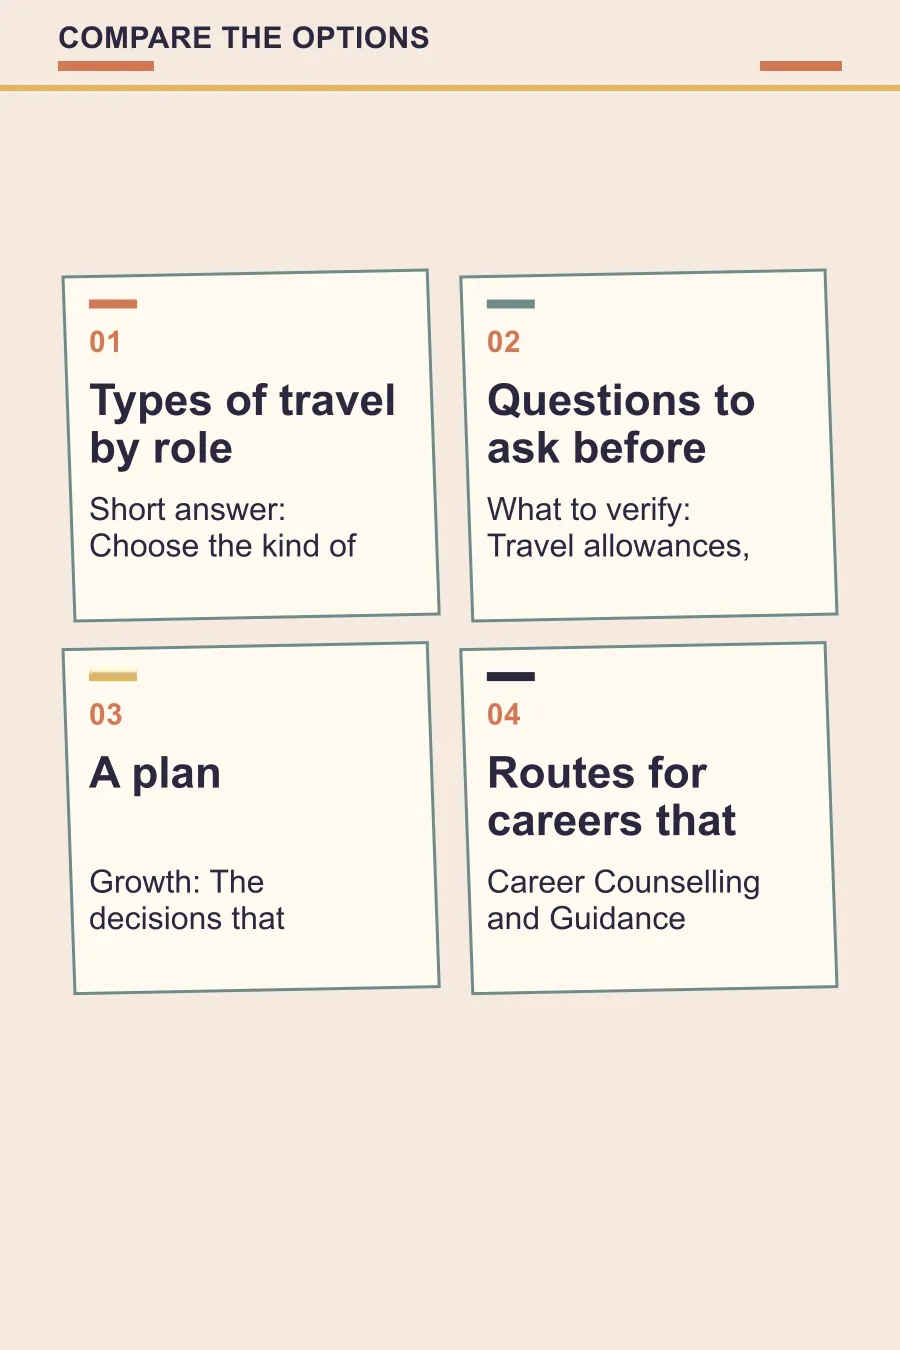 COMPARE THE OPTIONS
01
Types of travel
by role
Short answer:
Choose the kind of
02
Questions to
ask before
What to verify:
Travel allowances,
03
A plan
Growth: The
decisions that
04
Routes for
careers that
Career Counselling
and Guidance